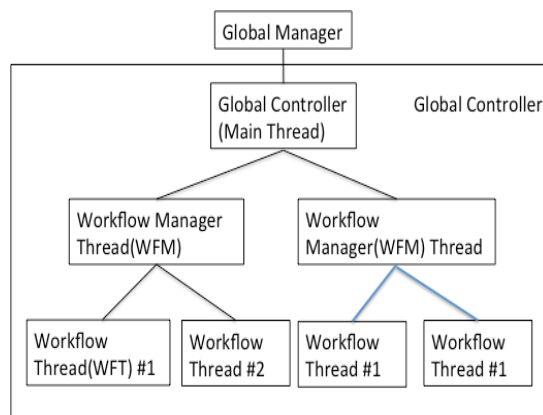 Global Manager
Global Controller
(Main Thread)
Global Controller
Workflow Manager
Thread(WFM)
Workflow
Manager(WFM) Thread
Workflow
Thread(WFT) #1
Workflow
Thread #2
Workflow
Thread #1
Workflow
Thread #1